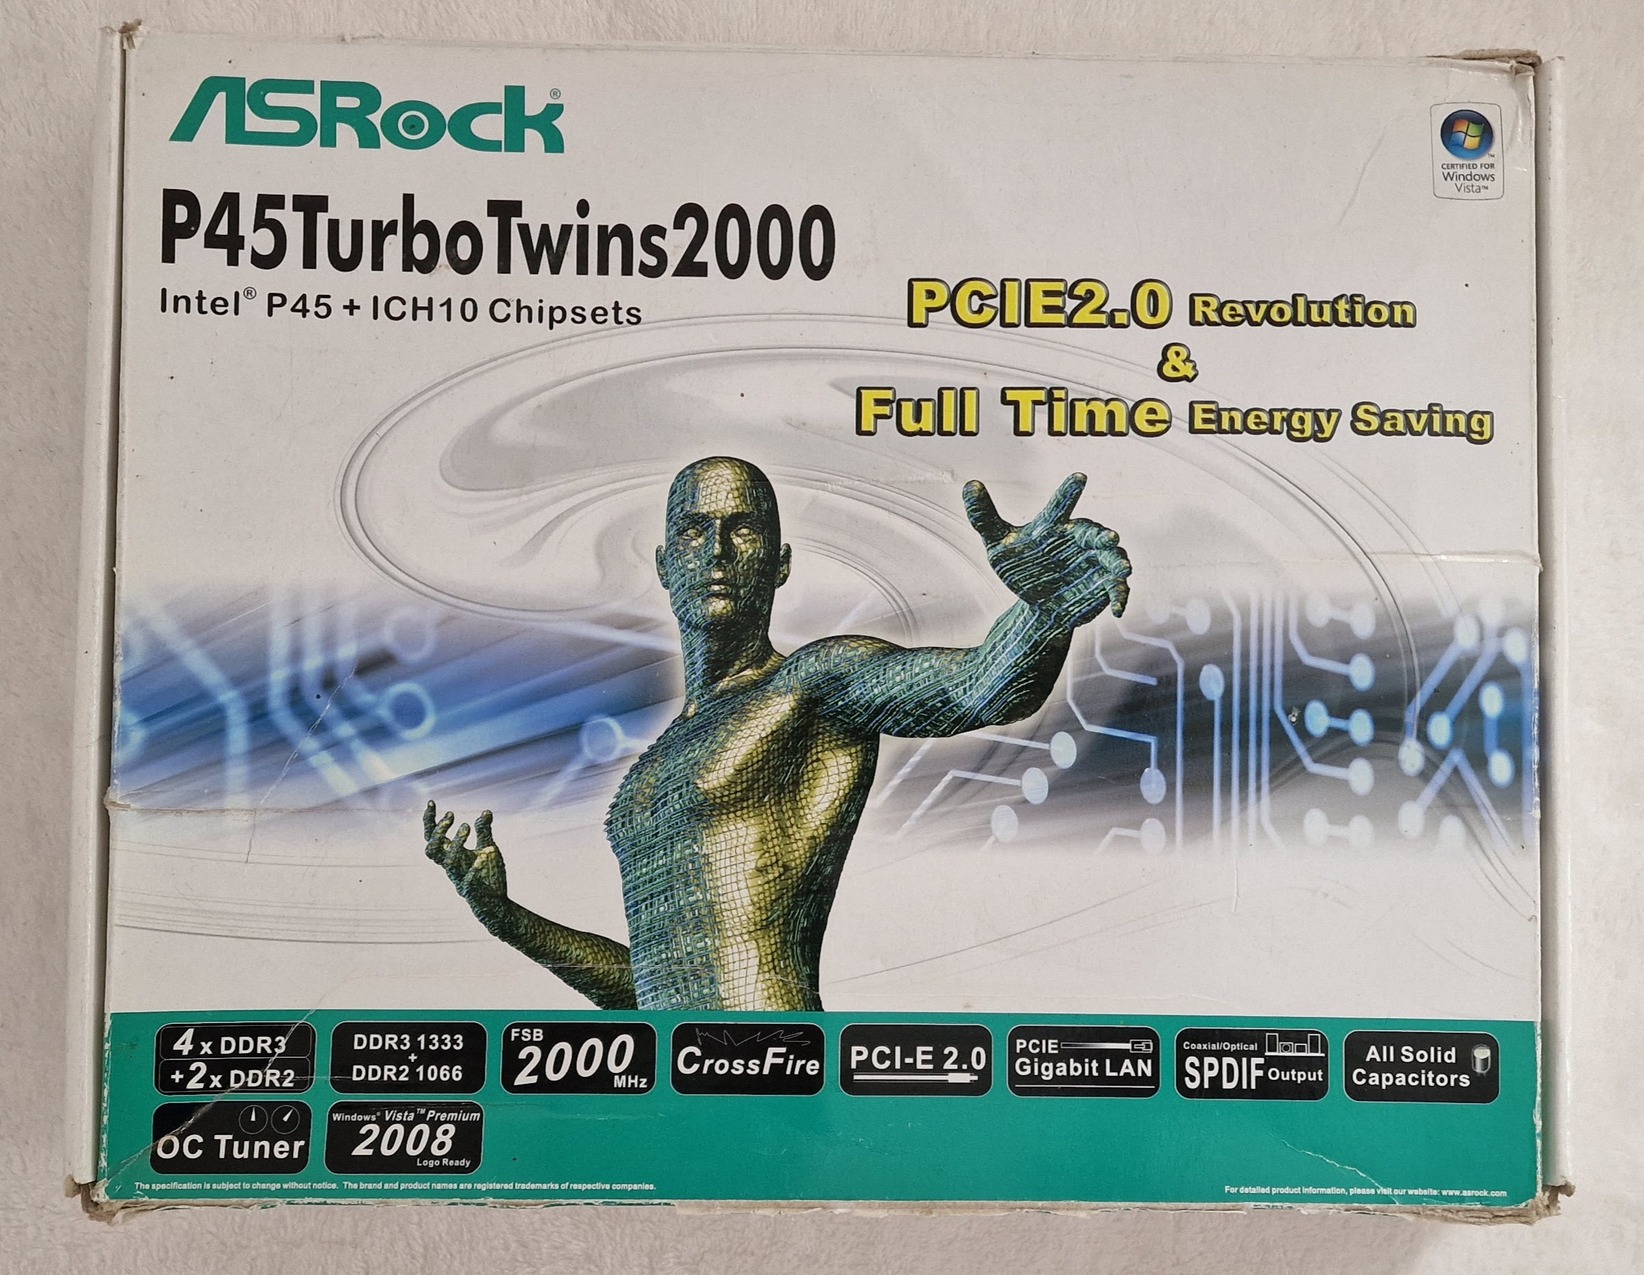 ASRock®
CERTIFIED FOR
Windows
Vista™
P45TurboTwins2000
Intel® P45 + ICH10 Chipsets
PCIE2.0 Revolution
&
Full Time Energy Saving
4 x DDR3
+2x DDR2
DDR3 1333
+
DDR2 1066
FSB
2000
MHz
CrossFire
PCI-E 2.0
PCIE
Gigabit LAN
Coaxial/Optical
SPDIF Output
All Solid
Capacitors
OC Tuner
Windows® Vista™ Premium
2008
Logo Ready
The specification is subject to change without notice. The brand and product names are registered trademarks of respective companies.
For detailed product information, please visit our website: www.asrock.com